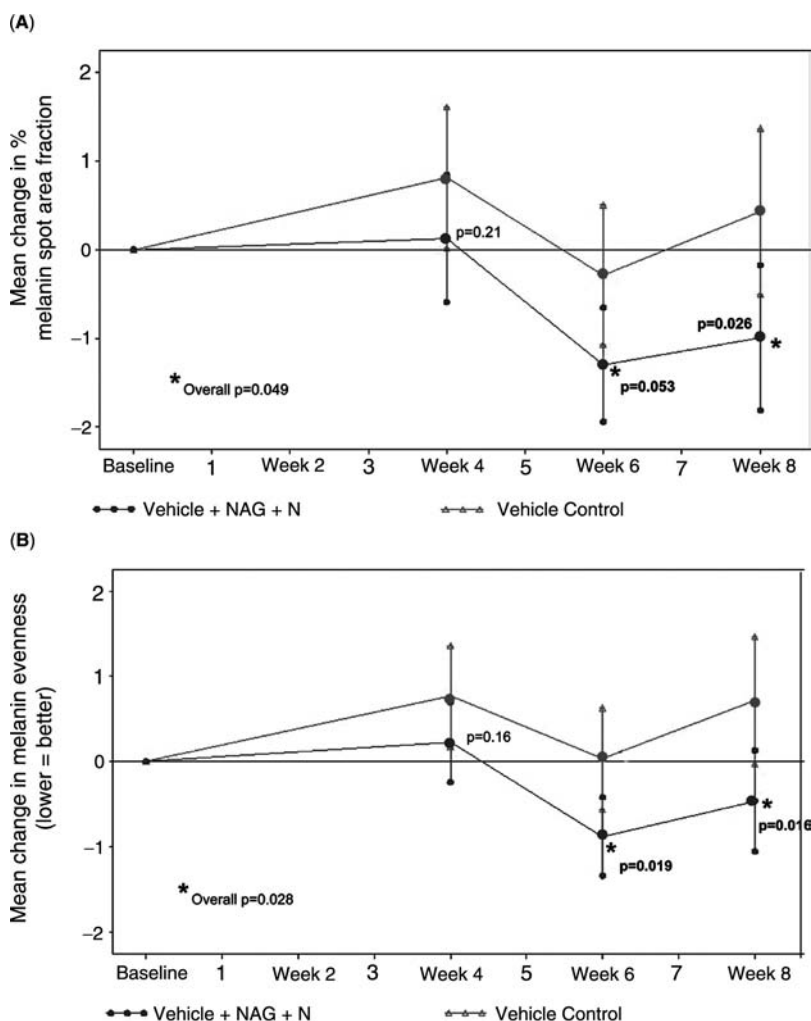 (A)
Mean change in %
melanin spot area fraction
2
1
0
−1
−2
p=0.21
p=0.026
*
*
p=0.053
* Overall p=0.049
Baseline 1 Week 2 3 Week 4 5 Week 6 7 Week 8
Vehicle + NAG + N Vehicle Control
(B)
Mean change in melanin evenness
(lower = better)
2
1
0
−1
−2
p=0.16
*
p=0.016
*
p=0.019
* Overall p=0.028
Baseline 1 Week 2 3 Week 4 5 Week 6 7 Week 8
Vehicle + NAG + N Vehicle Control